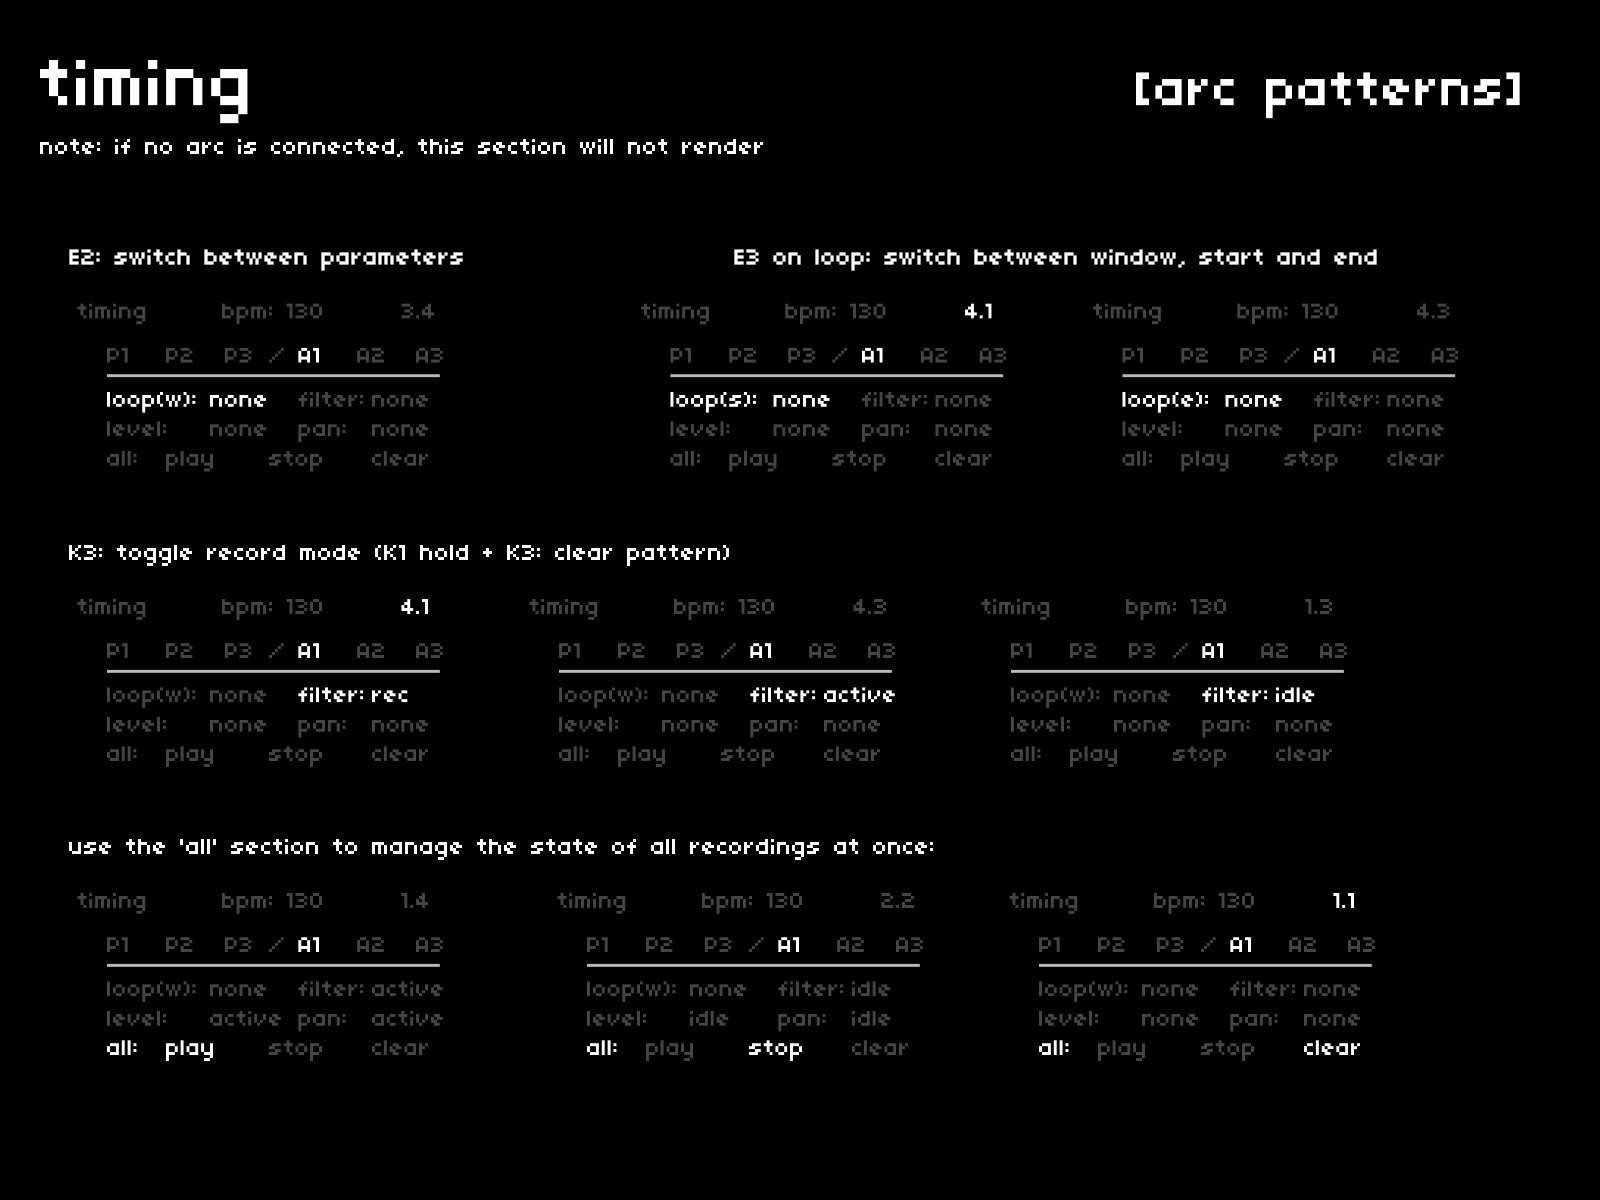 timing
[arc patterns]
note: if no arc is connected, this section will not render
E2: switch between parameters
timing bpm: 130 3.4
P1 P2 P3 / A1 A2 A3
loop(w): none filter: none
level: none pan: none
all: play stop clear
E3 on loop: switch between window, start and end
timing bpm: 130 4.1
P1 P2 P3 / A1 A2 A3
loop(s): none filter: none
level: none pan: none
all: play stop clear
timing bpm: 130 4.3
P1 P2 P3 / A1 A2 A3
loop(e): none filter: none
level: none pan: none
all: play stop clear
K3: toggle record mode (K1 hold + K3: clear pattern)
timing bpm: 130 4.1
P1 P2 P3 / A1 A2 A3
loop(w): none filter: rec
level: none pan: none
all: play stop clear
timing bpm: 130 4.3
P1 P2 P3 / A1 A2 A3
loop(w): none filter: active
level: none pan: none
all: play stop clear
timing bpm: 130 1.3
P1 P2 P3 / A1 A2 A3
loop(w): none filter: idle
level: none pan: none
all: play stop clear
use the 'all' section to manage the state of all recordings at once:
timing bpm: 130 1.4
P1 P2 P3 / A1 A2 A3
loop(w): none filter: active
level: active pan: active
all: play stop clear
timing bpm: 130 2.2
P1 P2 P3 / A1 A2 A3
loop(w): none filter: idle
level: idle pan: idle
all: play stop clear
timing bpm: 130 1.1
P1 P2 P3 / A1 A2 A3
loop(w): none filter: none
level: none pan: none
all: play stop clear